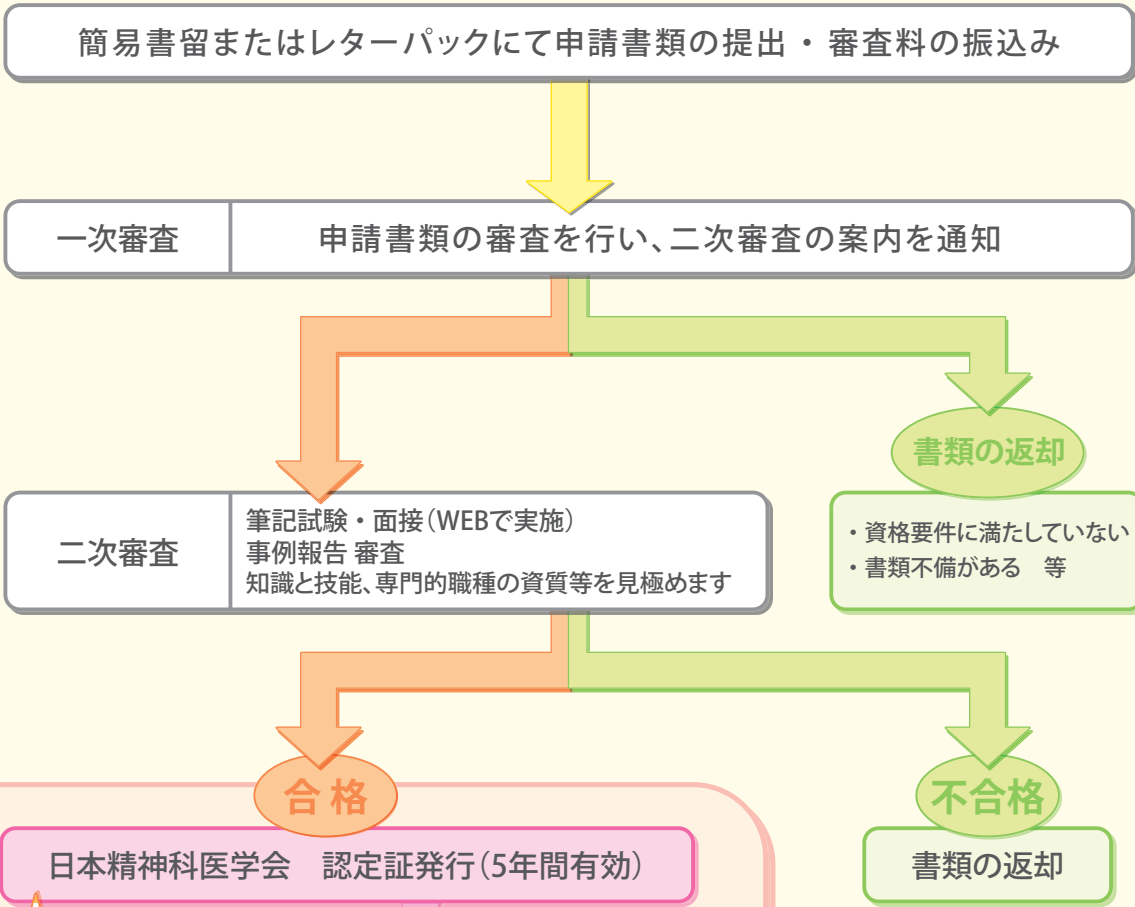 簡易書留またはレターパックにて申請書類の提出・審査料の振込み
一次審査
申請書類の審査を行い、二次審査の案内を通知
書類の返却
・資格要件に満たしていない
・書類不備がある　等
二次審査
筆記試験・面接（WEBで実施）
事例報告 審査
知識と技能、専門的職種の資質等を見極めます
合格
不合格
日本精神科医学会　認定証発行（5年間有効）
書類の返却